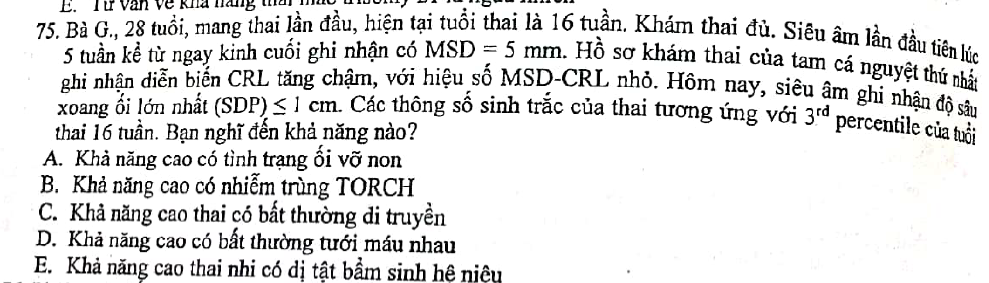 E. Tư vấn về khả năng thai mắc
75. Bà G., 28 tuổi, mang thai lần đầu, hiện tại tuổi thai là 16 tuần. Khám thai đủ. Siêu âm lần đầu tiên lúc
5 tuần kể từ ngay kinh cuối ghi nhận có MSD = 5 mm. Hồ sơ khám thai của tam cá nguyệt thứ nhất
ghi nhận diễn biến CRL tăng chậm, với hiệu số MSD-CRL nhỏ. Hôm nay, siêu âm ghi nhận độ sâu
xoang ối lớn nhất (SDP) ≤ 1 cm. Các thông số sinh trắc của thai tương ứng với 3rd percentile của tuổi
thai 16 tuần. Bạn nghĩ đến khả năng nào?
A. Khả năng cao có tình trạng ối vỡ non
B. Khả năng cao có nhiễm trùng TORCH
C. Khả năng cao thai có bất thường di truyền
D. Khả năng cao có bất thường tưới máu nhau
E. Khả năng cao thai nhi có dị tật bẩm sinh hệ niệu